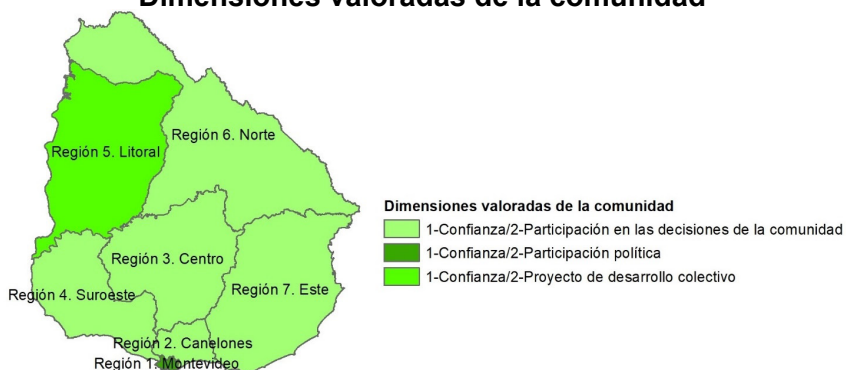 Dimensiones valoradas de la comunidad
Región 6. Norte
Región 5. Litoral
Dimensiones valoradas de la comunidad
1-Confianza/2-Participación en las decisiones de la comunidad
1-Confianza/2-Participación política
1-Confianza/2-Proyecto de desarrollo colectivo
Región 3. Centro
Región 4. Suroeste
Región 7. Este
Región 2. Canelones
Región 1. Montevideo